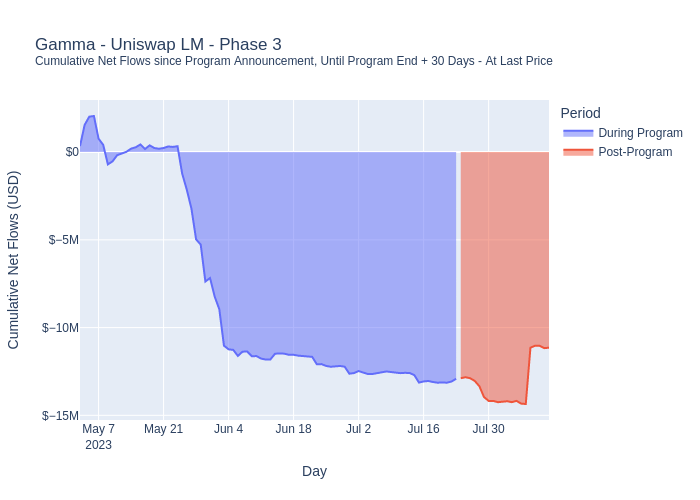 Gamma - Uniswap LM - Phase 3
Cumulative Net Flows since Program Announcement, Until Program End + 30 Days - At Last Price
Period
During Program
Post-Program
Cumulative Net Flows (USD)
$0
$−5M
$−10M
$−15M
May 7
2023
May 21
Jun 4
Jun 18
Jul 2
Jul 16
Jul 30
Day